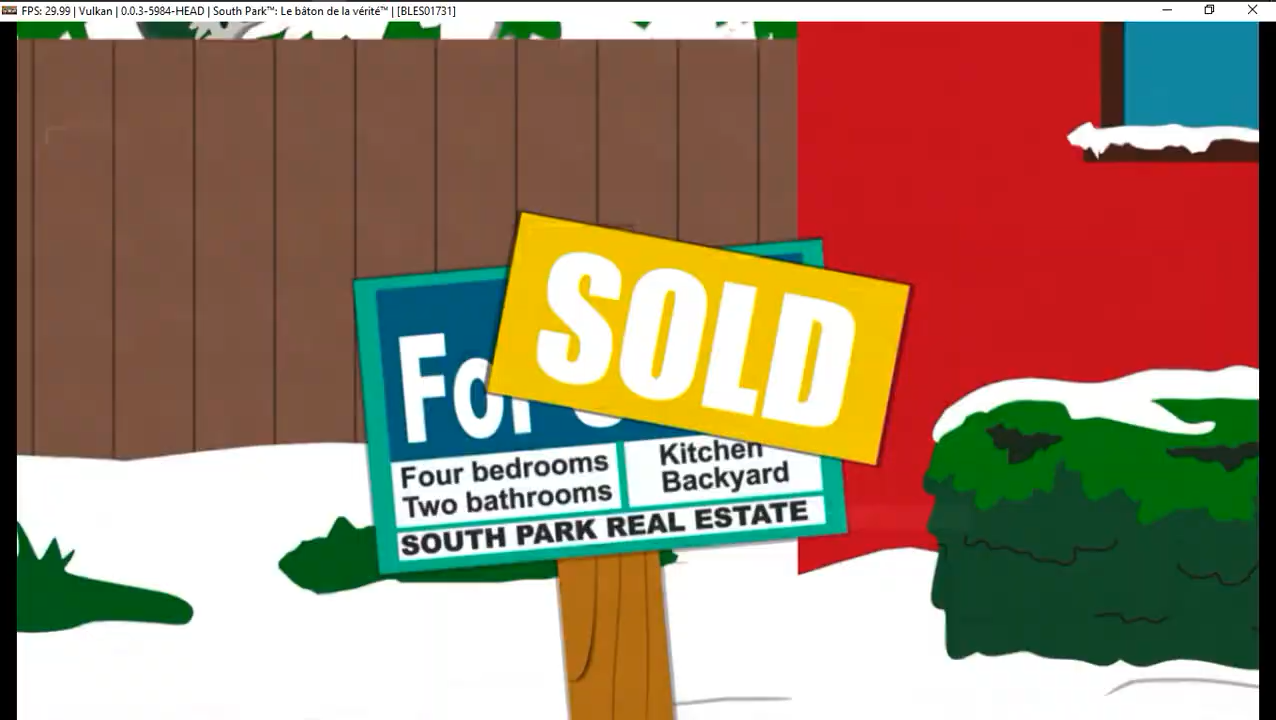 FPS: 29.99 | Vulkan | 0.0.3-5984-HEAD | South Park™: Le bâton de la vérité™ | [BLES01731]
SOLD
For
Four bedrooms
Two bathrooms
Kitchen
Backyard
SOUTH PARK REAL ESTATE